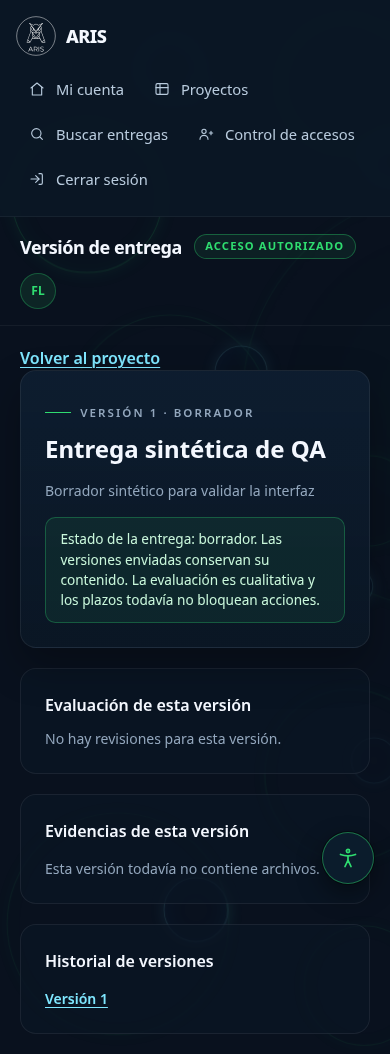 ARIS
ARIS
Mi cuenta
Proyectos
Buscar entregas
Control de accesos
Cerrar sesión
Versión de entrega
ACCESO AUTORIZADO
FL
Volver al proyecto
VERSIÓN 1 · BORRADOR
Entrega sintética de QA
Borrador sintético para validar la interfaz
Estado de la entrega: borrador. Las
versiones enviadas conservan su
contenido. La evaluación es cualitativa y
los plazos todavía no bloquean acciones.
Evaluación de esta versión
No hay revisiones para esta versión.
Evidencias de esta versión
Esta versión todavía no contiene archivos.
Historial de versiones
Versión 1